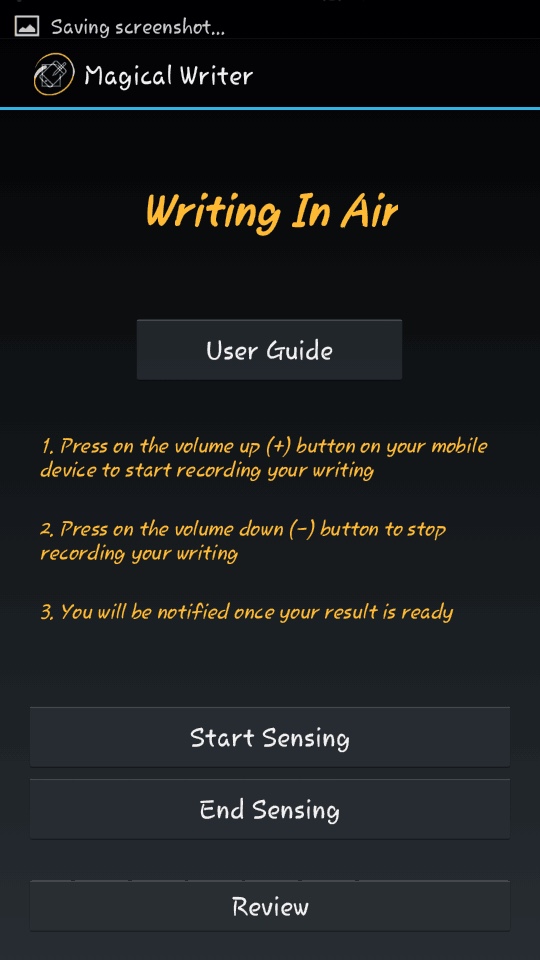 Saving screenshot...
Magical Writer
Writing In Air
User Guide
1. Press on the volume up (+) button on your mobile
device to start recording your writing
2. Press on the volume down (-) button to stop
recording your writing
3. You will be notified once your result is ready
Start Sensing
End Sensing
Review